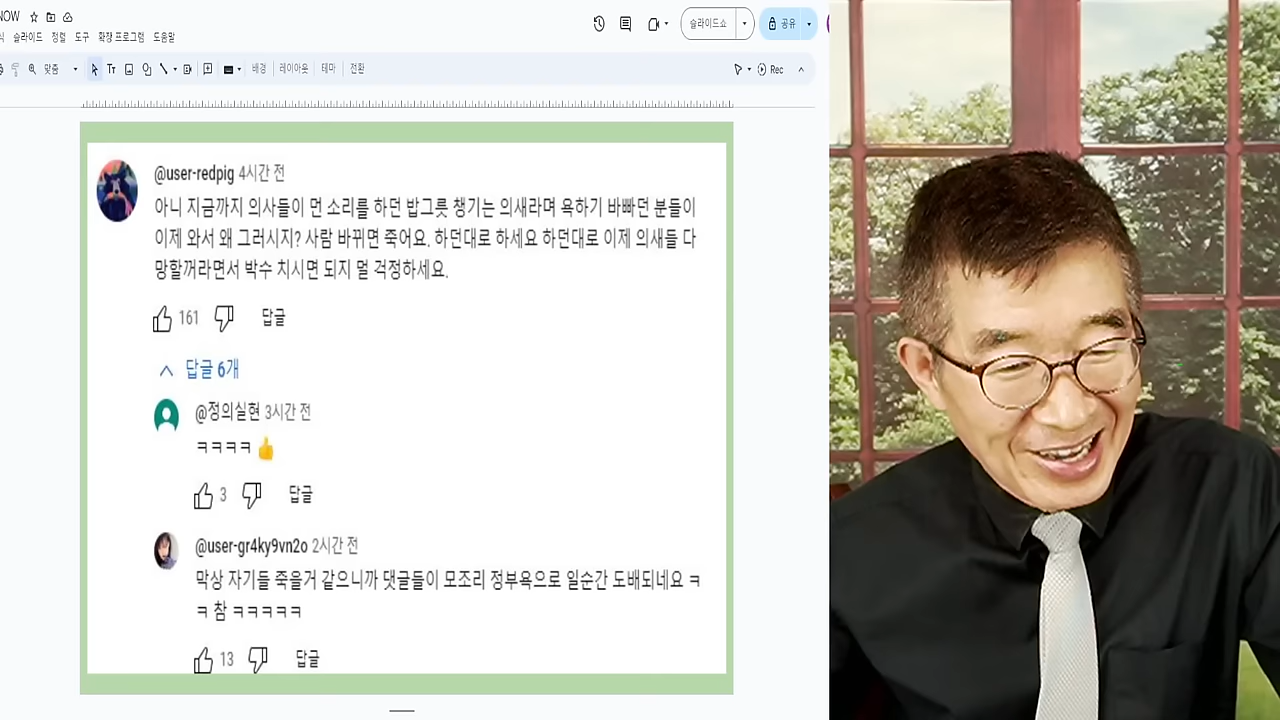 NOW
슬라이드쇼
공유
식 슬라이드 정렬 도구 확장 프로그램 도움말
맞춤 Tr 배경 레이아웃 테마 전환 Rec
@user-redpig 4시간 전
아니 지금까지 의사들이 먼 소리를 하던 밥그릇 챙기는 의새라며 욕하기 바빠던 분들이
이제 와서 왜 그러시지? 사람 바뀌면 죽어요. 하던대로 하세요 하던대로 이제 의새들 다
망할꺼라면서 박수 치시면 되지 멀 걱정하세요.
161 답글
답글 6개
@정의실현 3시간 전
ㅋㅋㅋㅋ 👍
3 답글
@user-gr4ky9vn2o 2시간 전
막상 자기들 죽을거 같으니까 댓글들이 모조리 정부욕으로 일순간 도배되네요 ㅋ
ㅋ 참 ㅋㅋㅋㅋㅋ
13 답글